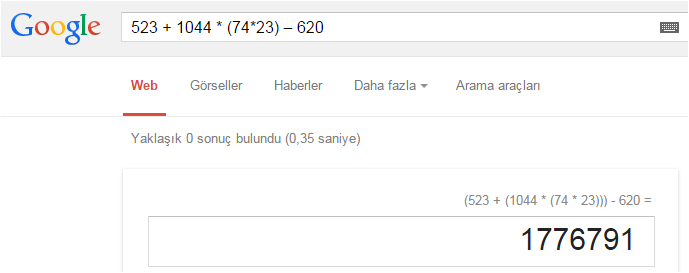 Google 523 + 1044 * (74*23) – 620
Web Görseller Haberler Daha fazla Arama araçları
Yaklaşık 0 sonuç bulundu (0,35 saniye)
(523 + (1044 * (74 * 23))) - 620 =
1776791